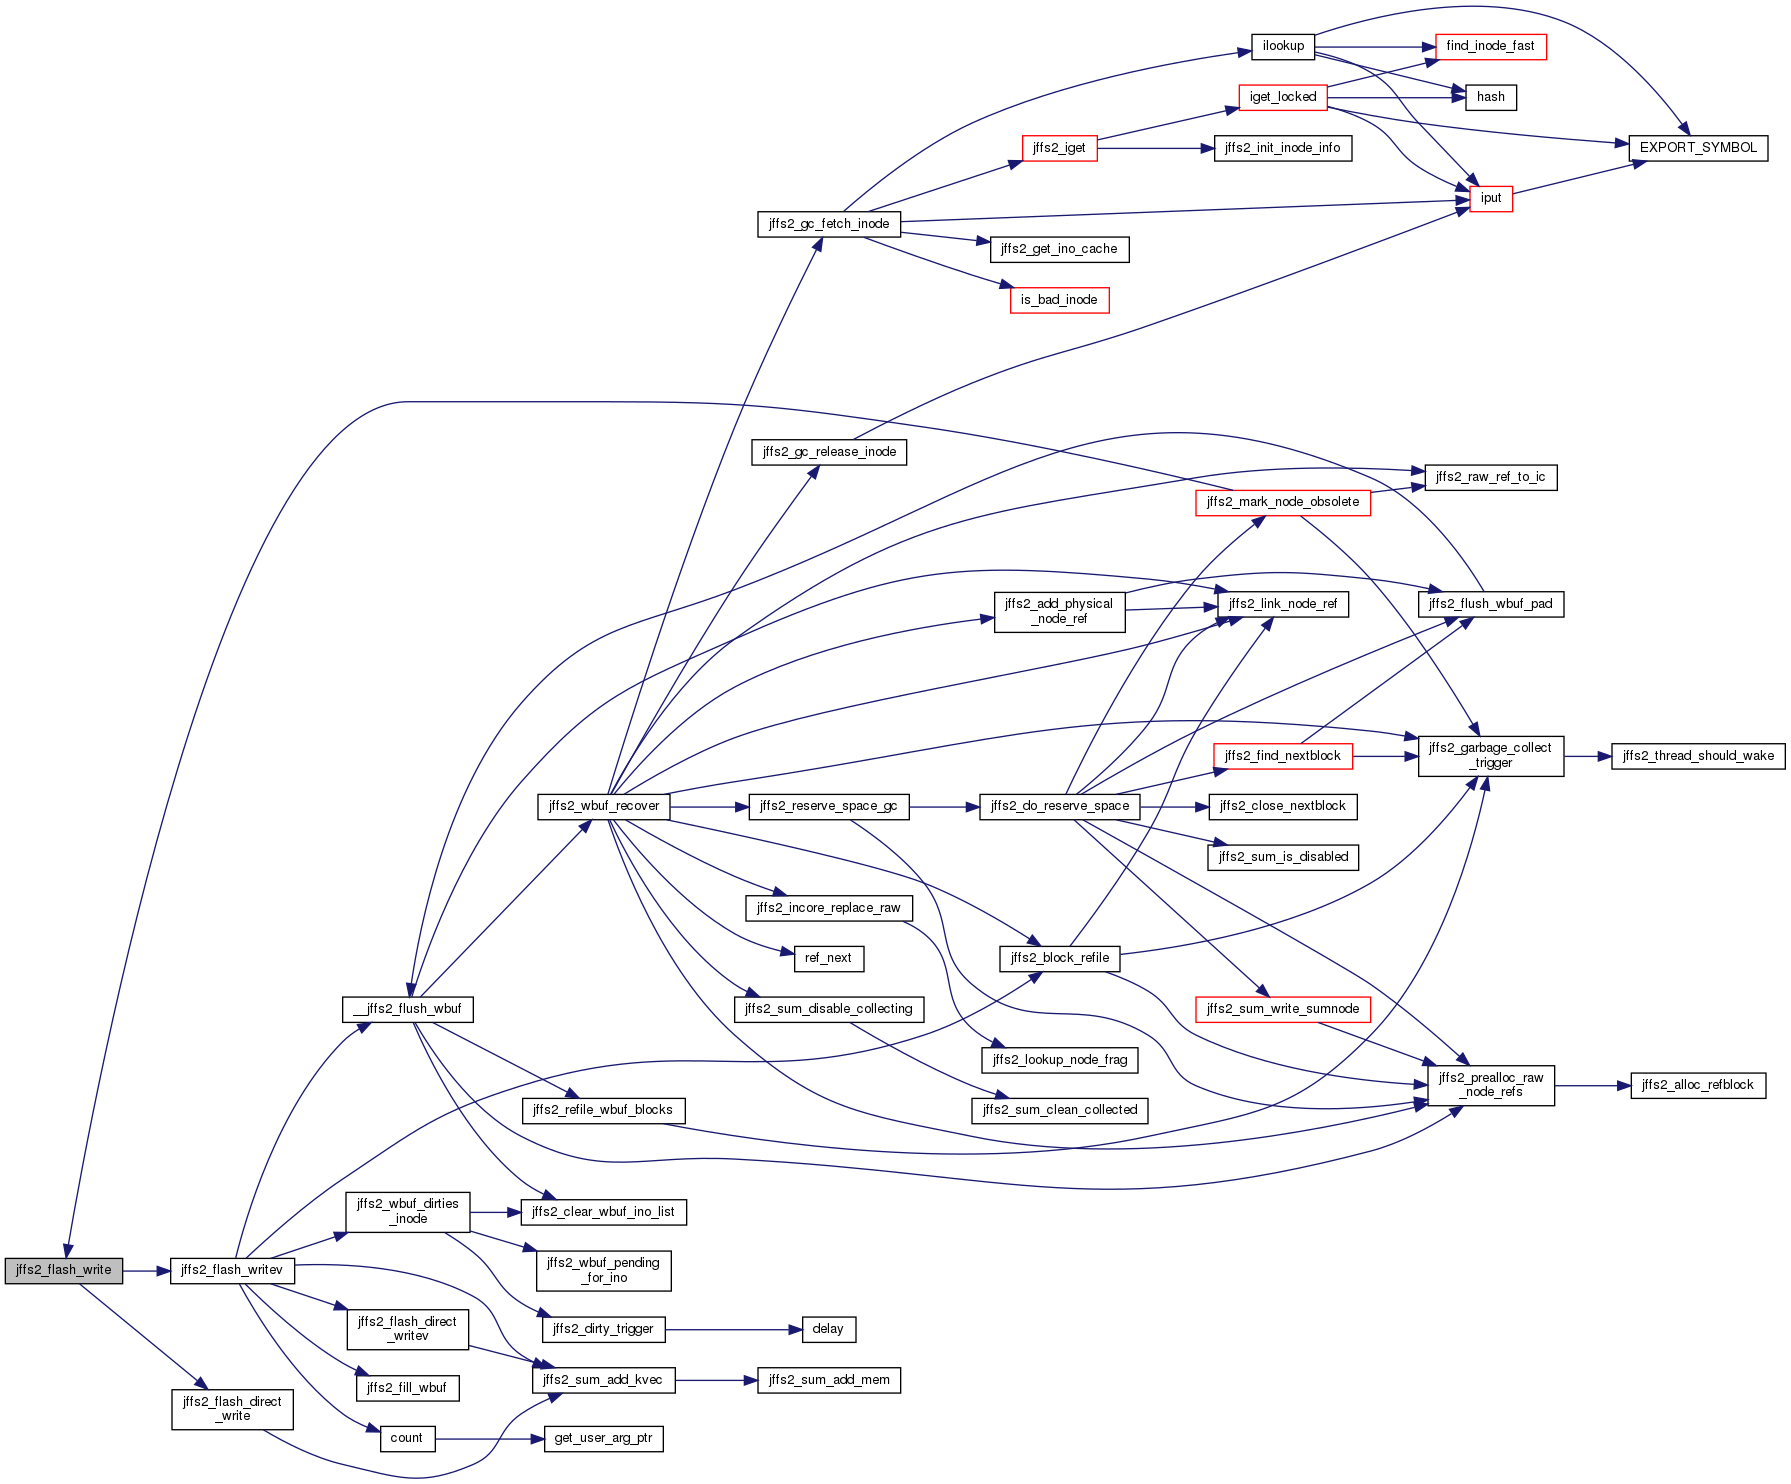 ilookup
find_inode_fast
iget_locked
hash
jffs2_iget
jffs2_init_inode_info
EXPORT_SYMBOL
iput
jffs2_gc_fetch_inode
jffs2_get_ino_cache
is_bad_inode
jffs2_gc_release_inode
jffs2_raw_ref_to_ic
jffs2_mark_node_obsolete
jffs2_add_physical
_node_ref
jffs2_link_node_ref
jffs2_flush_wbuf_pad
jffs2_find_nextblock
jffs2_garbage_collect
_trigger
jffs2_thread_should_wake
jffs2_wbuf_recover
jffs2_reserve_space_gc
jffs2_do_reserve_space
jffs2_close_nextblock
jffs2_sum_is_disabled
jffs2_incore_replace_raw
ref_next
jffs2_block_refile
__jffs2_flush_wbuf
jffs2_sum_disable_collecting
jffs2_sum_write_sumnode
jffs2_lookup_node_frag
jffs2_prealloc_raw
_node_refs
jffs2_alloc_refblock
jffs2_refile_wbuf_blocks
jffs2_sum_clean_collected
jffs2_wbuf_dirties
_inode
jffs2_clear_wbuf_ino_list
jffs2_flash_write
jffs2_flash_writev
jffs2_wbuf_pending
_for_ino
jffs2_flash_direct
_writev
jffs2_dirty_trigger
delay
jffs2_fill_wbuf
jffs2_sum_add_kvec
jffs2_sum_add_mem
jffs2_flash_direct
_write
count
get_user_arg_ptr